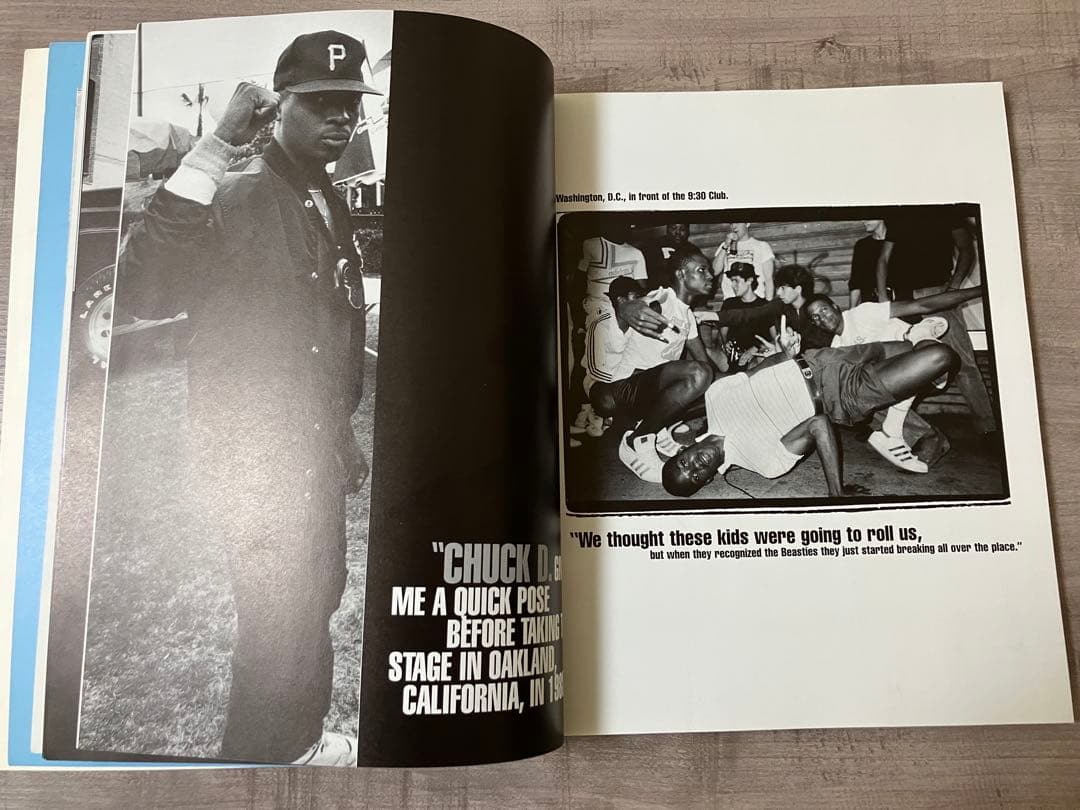 P
"CHUCK D.
ME A QUICK POSE
BEFORE TAKING
STAGE IN OAKLAND,
CALIFORNIA, IN
Washington, D.C., in front of the 9:30 Club.
"We thought these kids were going to roll us,
but when they recognized the Beasties they just started breaking all over the place."